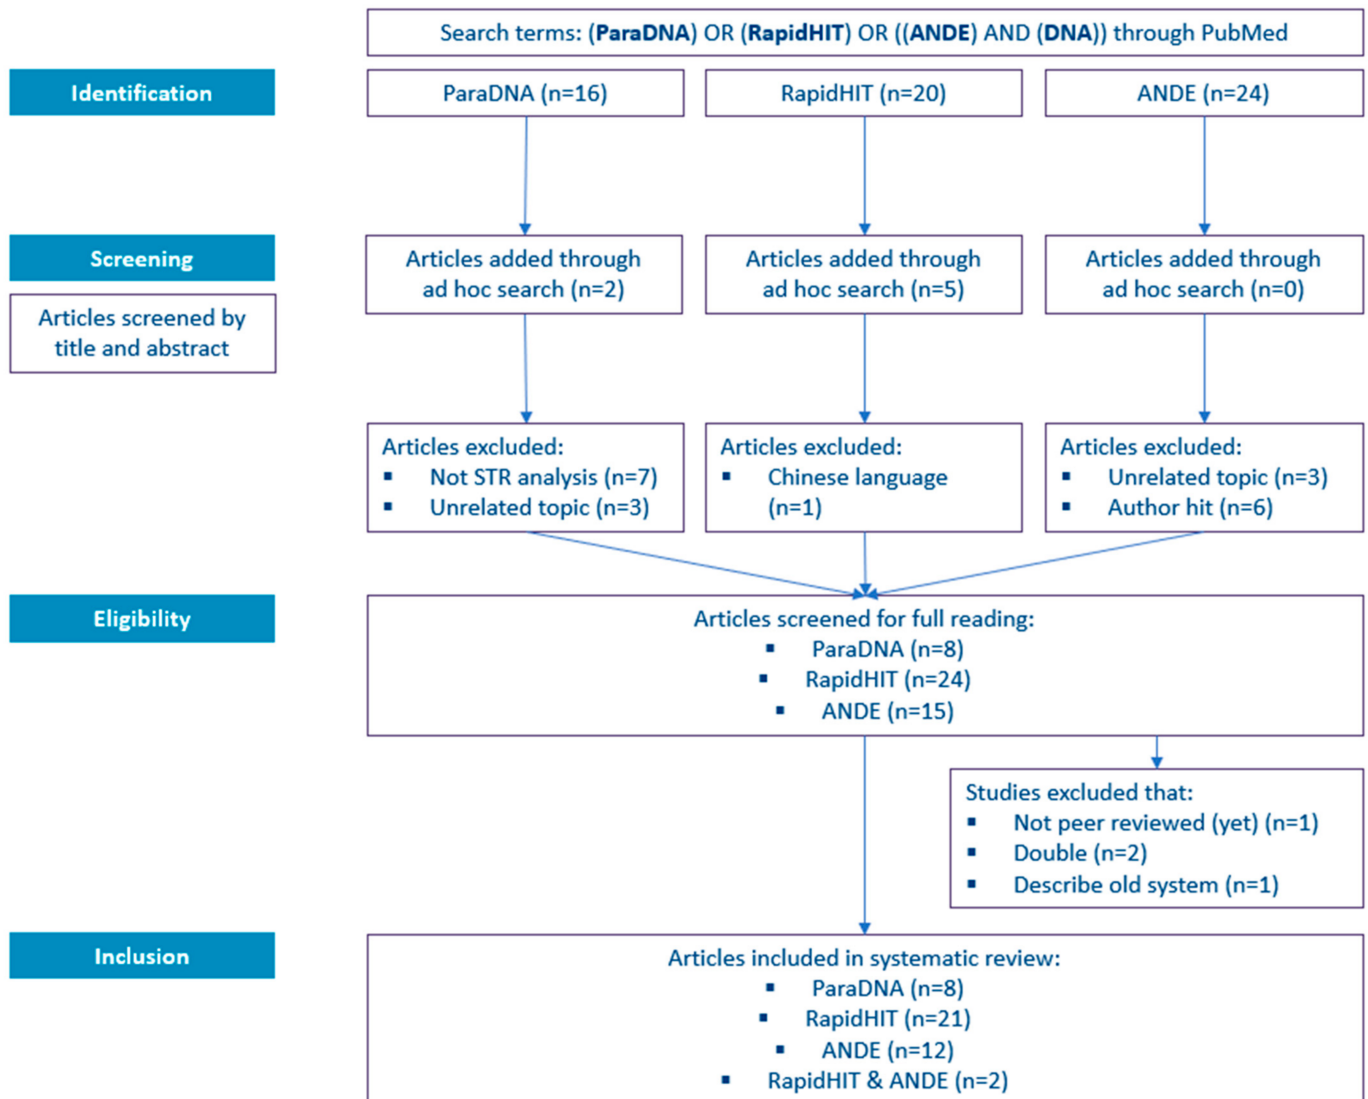 Search terms: (ParaDNA) OR (RapidHIT) OR ((ANDE) AND (DNA)) through PubMed
Identification
ParaDNA (n=16)
RapidHIT (n=20)
ANDE (n=24)
Screening
Articles screened by
title and abstract
Articles added through
ad hoc search (n=2)
Articles added through
ad hoc search (n=5)
Articles added through
ad hoc search (n=0)
Articles excluded:
▪ Not STR analysis (n=7)
▪ Unrelated topic (n=3)
Articles excluded:
▪ Chinese language
(n=1)
Articles excluded:
▪ Unrelated topic (n=3)
▪ Author hit (n=6)
Eligibility
Articles screened for full reading:
▪ ParaDNA (n=8)
▪ RapidHIT (n=24)
▪ ANDE (n=15)
Studies excluded that:
▪ Not peer reviewed (yet) (n=1)
▪ Double (n=2)
▪ Describe old system (n=1)
Inclusion
Articles included in systematic review:
▪ ParaDNA (n=8)
▪ RapidHIT (n=21)
▪ ANDE (n=12)
▪ RapidHIT & ANDE (n=2)